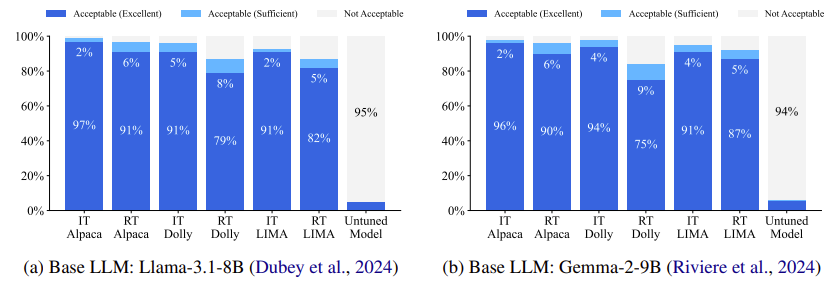 Acceptable (Excellent) Acceptable (Sufficient) Not Acceptable
100%
80%
60%
40%
20%
0%
2% 6% 5% 8% 2% 5% 95%
97% 91% 91% 79% 91% 82%
IT RT IT RT IT RT Untuned
Alpaca Alpaca Dolly Dolly LIMA LIMA Model
(a) Base LLM: Llama-3.1-8B (Dubey et al., 2024)
Acceptable (Excellent) Acceptable (Sufficient) Not Acceptable
100%
80%
60%
40%
20%
0%
2% 6% 4% 9% 4% 5% 94%
96% 90% 94% 75% 91% 87%
IT RT IT RT IT RT Untuned
Alpaca Alpaca Dolly Dolly LIMA LIMA Model
(b) Base LLM: Gemma-2-9B (Riviere et al., 2024)